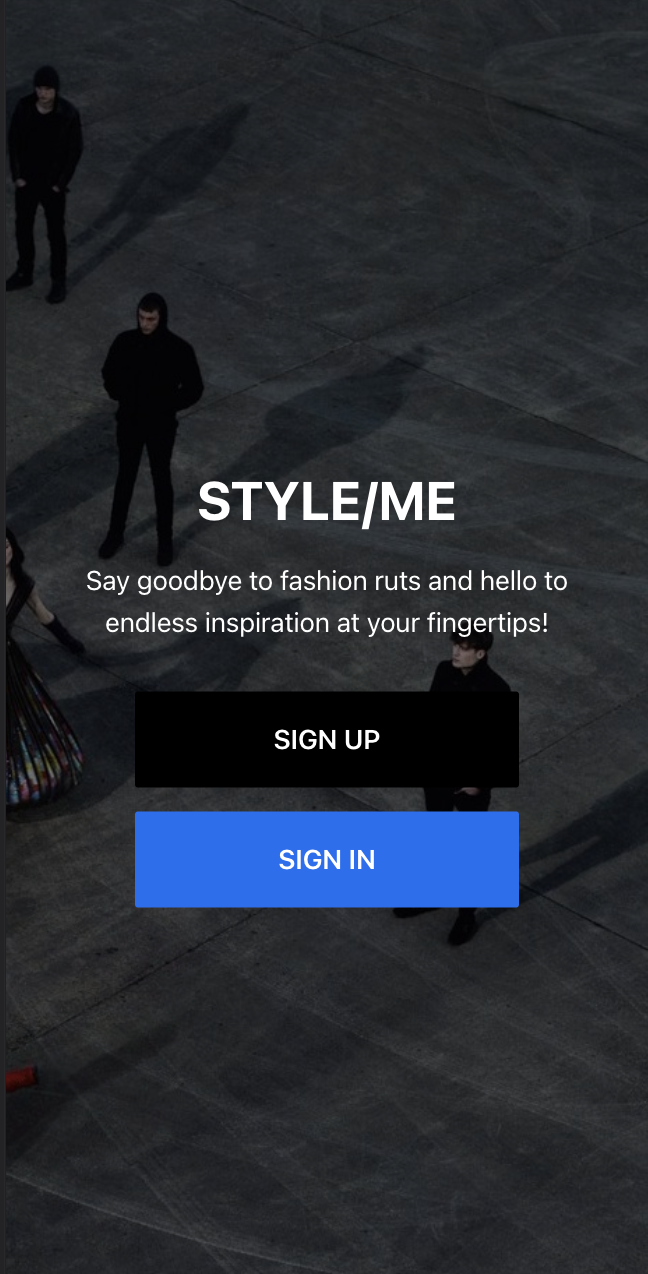 STYLE/ME
Say goodbye to fashion ruts and hello to
endless inspiration at your fingertips!
SIGN UP
SIGN IN